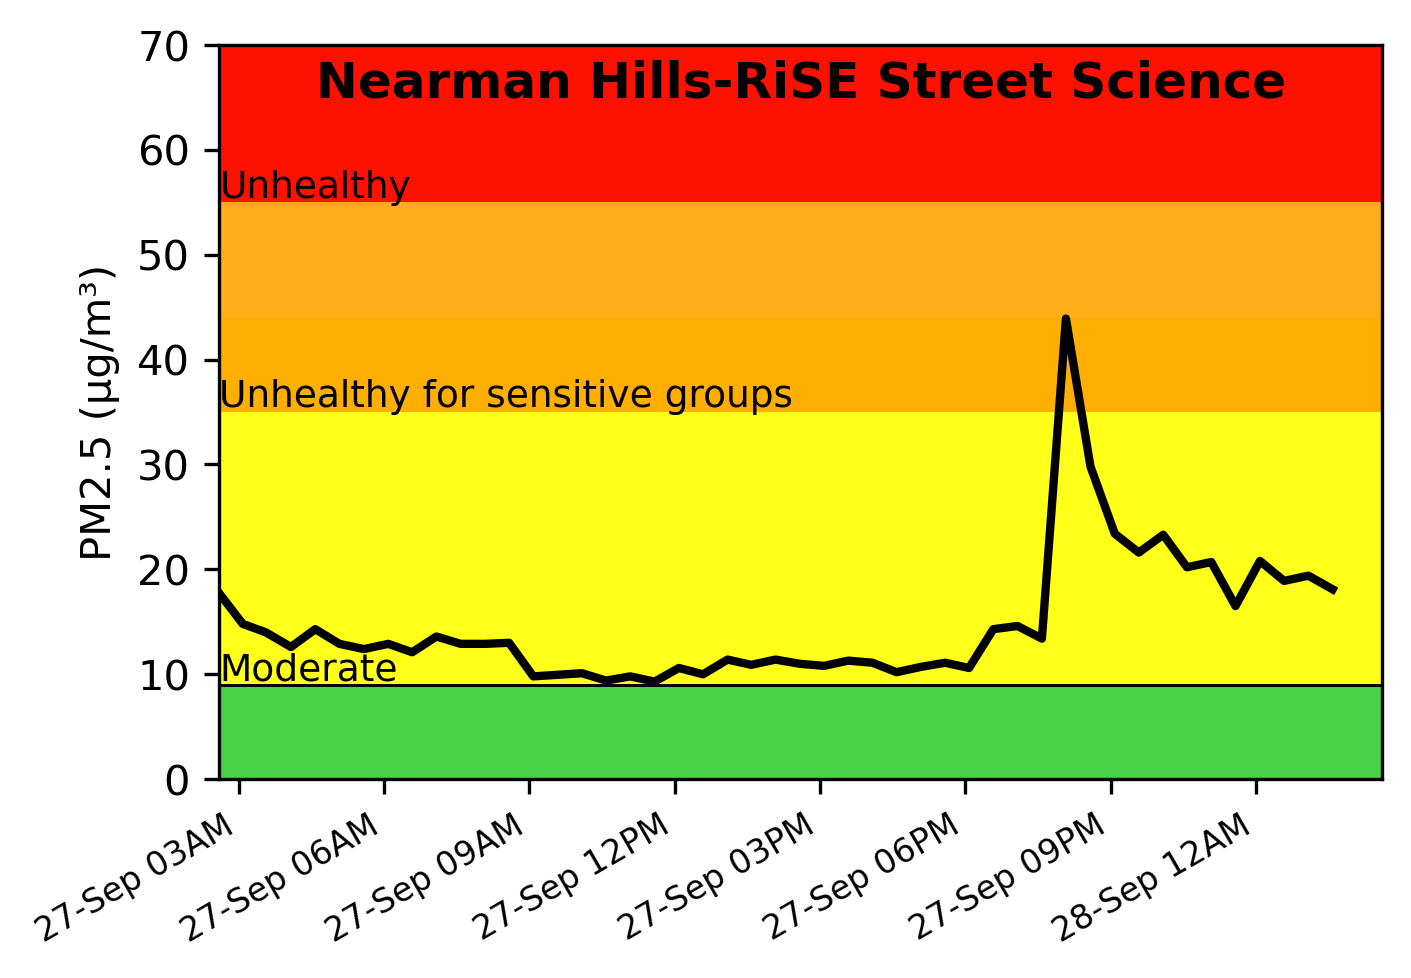 Nearman Hills-RiSE Street Science
PM2.5 (µg/m³)
70
60
50
40
30
20
10
0
Unhealthy
Unhealthy for sensitive groups
Moderate
27-Sep 03AM
27-Sep 06AM
27-Sep 09AM
27-Sep 12PM
27-Sep 03PM
27-Sep 06PM
27-Sep 09PM
28-Sep 12AM